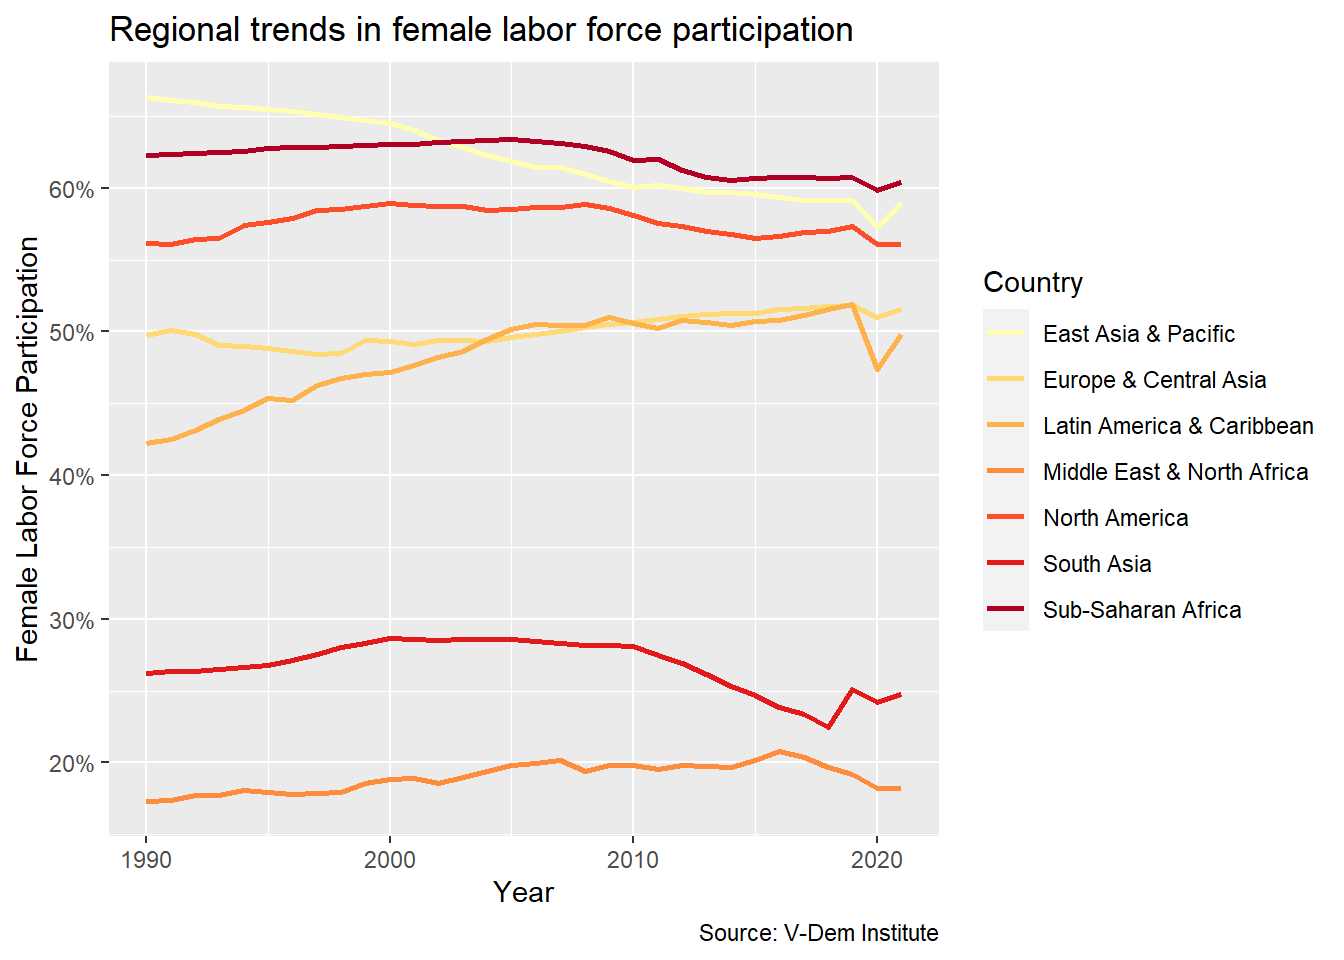 Regional trends in female labor force participation
Female Labor Force Participation
60%
50%
40%
30%
20%
1990
2000
2010
2020
Year
Country
East Asia & Pacific
Europe & Central Asia
Latin America & Caribbean
Middle East & North Africa
North America
South Asia
Sub-Saharan Africa
Source: V-Dem Institute